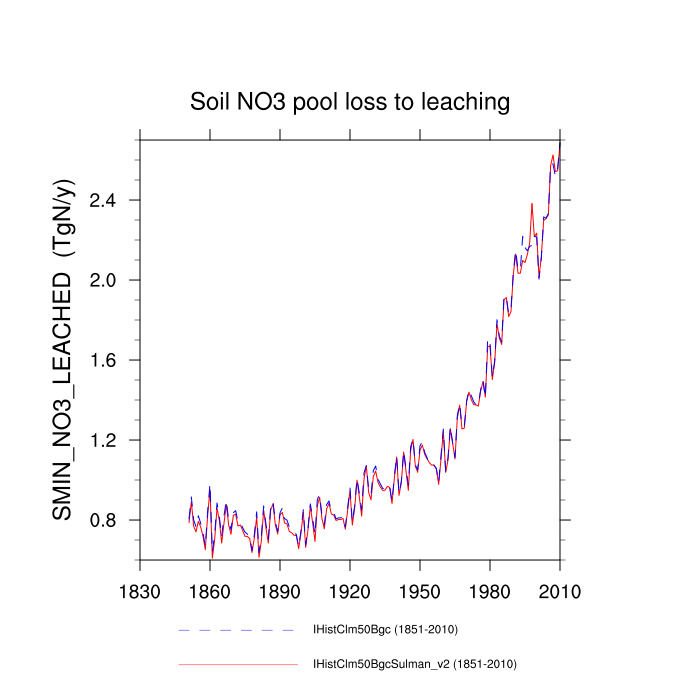 Soil NO3 pool loss to leaching
SMIN_NO3_LEACHED (TgN/y)
2.4
2.0
1.6
1.2
0.8
1830 1860 1890 1920 1950 1980 2010
IHistClm50Bgc (1851-2010)
IHistClm50BgcSulman_v2 (1851-2010)